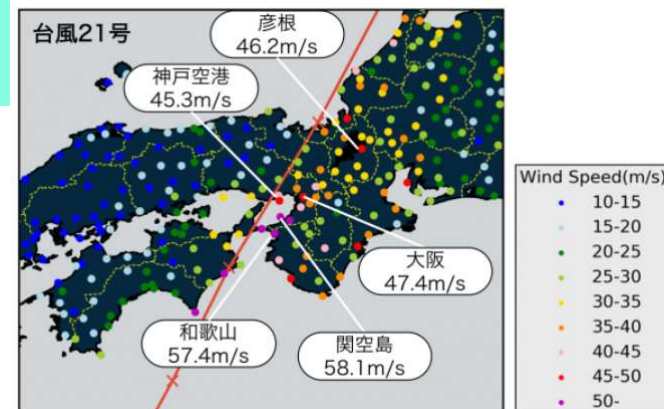 台風21号
彦根
46.2m/s
神戸空港
45.3m/s
大阪
47.4m/s
和歌山
57.4m/s
関空島
58.1m/s
Wind Speed(m/s)
10-15
15-20
20-25
25-30
30-35
35-40
40-45
45-50
50-